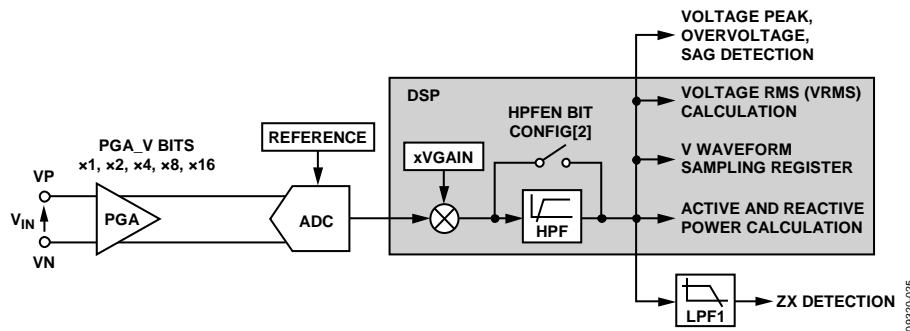 VOLTAGE PEAK,
OVERVOLTAGE,
SAG DETECTION
DSP
VOLTAGE RMS (VRMS)
CALCULATION
HPFEN BIT
CONFIG[2]
REFERENCE
PGA_V BITS
×1, ×2, ×4, ×8, ×16
xVGAIN
V WAVEFORM
SAMPLING REGISTER
VP
VIN
PGA
ADC
HPF
ACTIVE AND REACTIVE
POWER CALCULATION
VN
LPF1
ZX DETECTION
09320-025